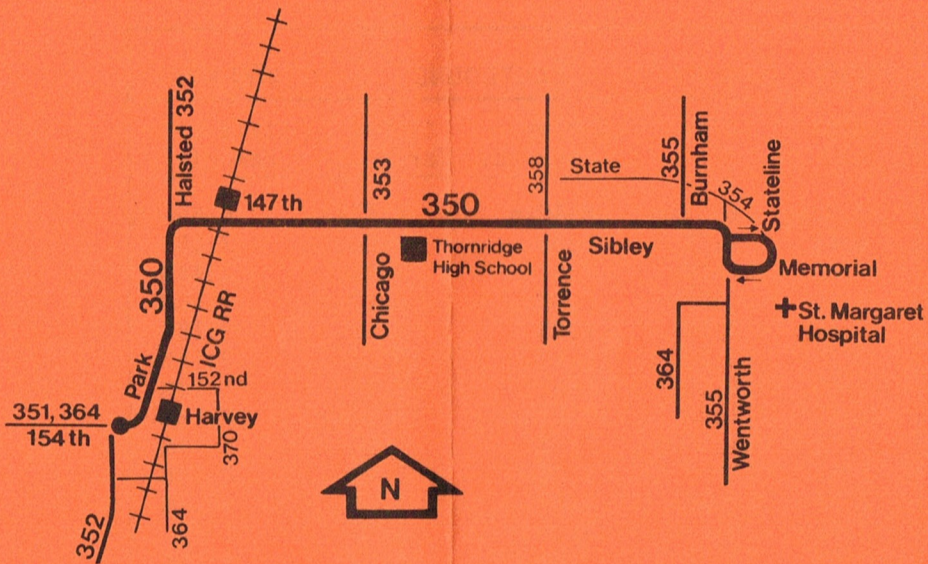 Halsted 352
147th
353
350
358
State
355
Burnham
354
Stateline
Thornridge
High School
Sibley
Chicago
Torrence
Memorial
St. Margaret
Hospital
350
ICG RR
Park
152nd
Harvey
351, 364
154th
370
364
355
Wentworth
N
352
364